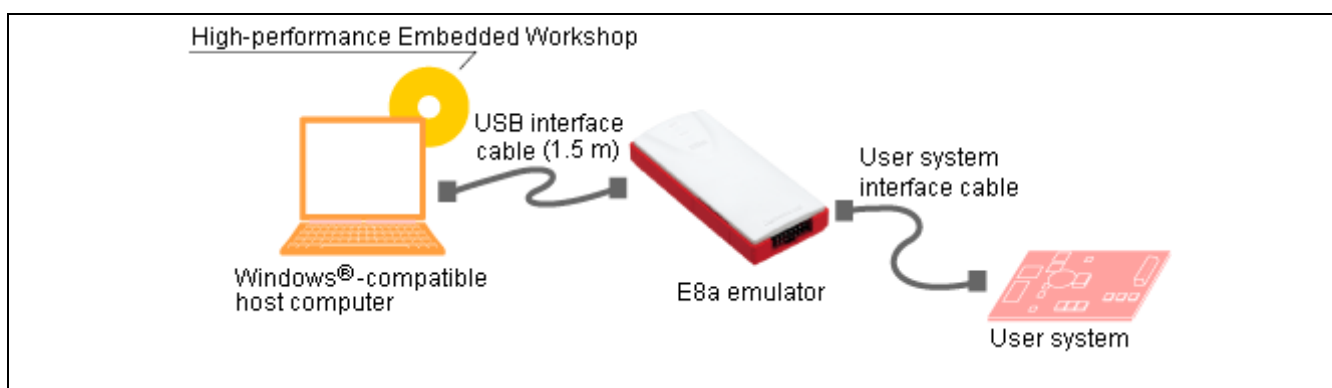 High-performance Embedded Workshop
USB interface
cable (1.5 m)
User system
interface cable
Windows®-compatible
host computer
E8a emulator
User system